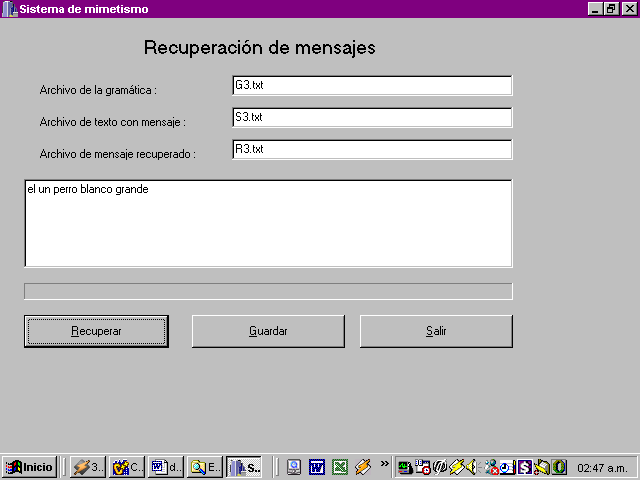 Sistema de mimetismo
Recuperación de mensajes
Archivo de la gramática :
G3.txt
Archivo de texto con mensaje :
S3.txt
Archivo de mensaje recuperado :
R3.txt
el un perro blanco grande
Recuperar
Guardar
Salir
Inicio
3..
C..
d..
E..
S..
»
02:47 a.m.